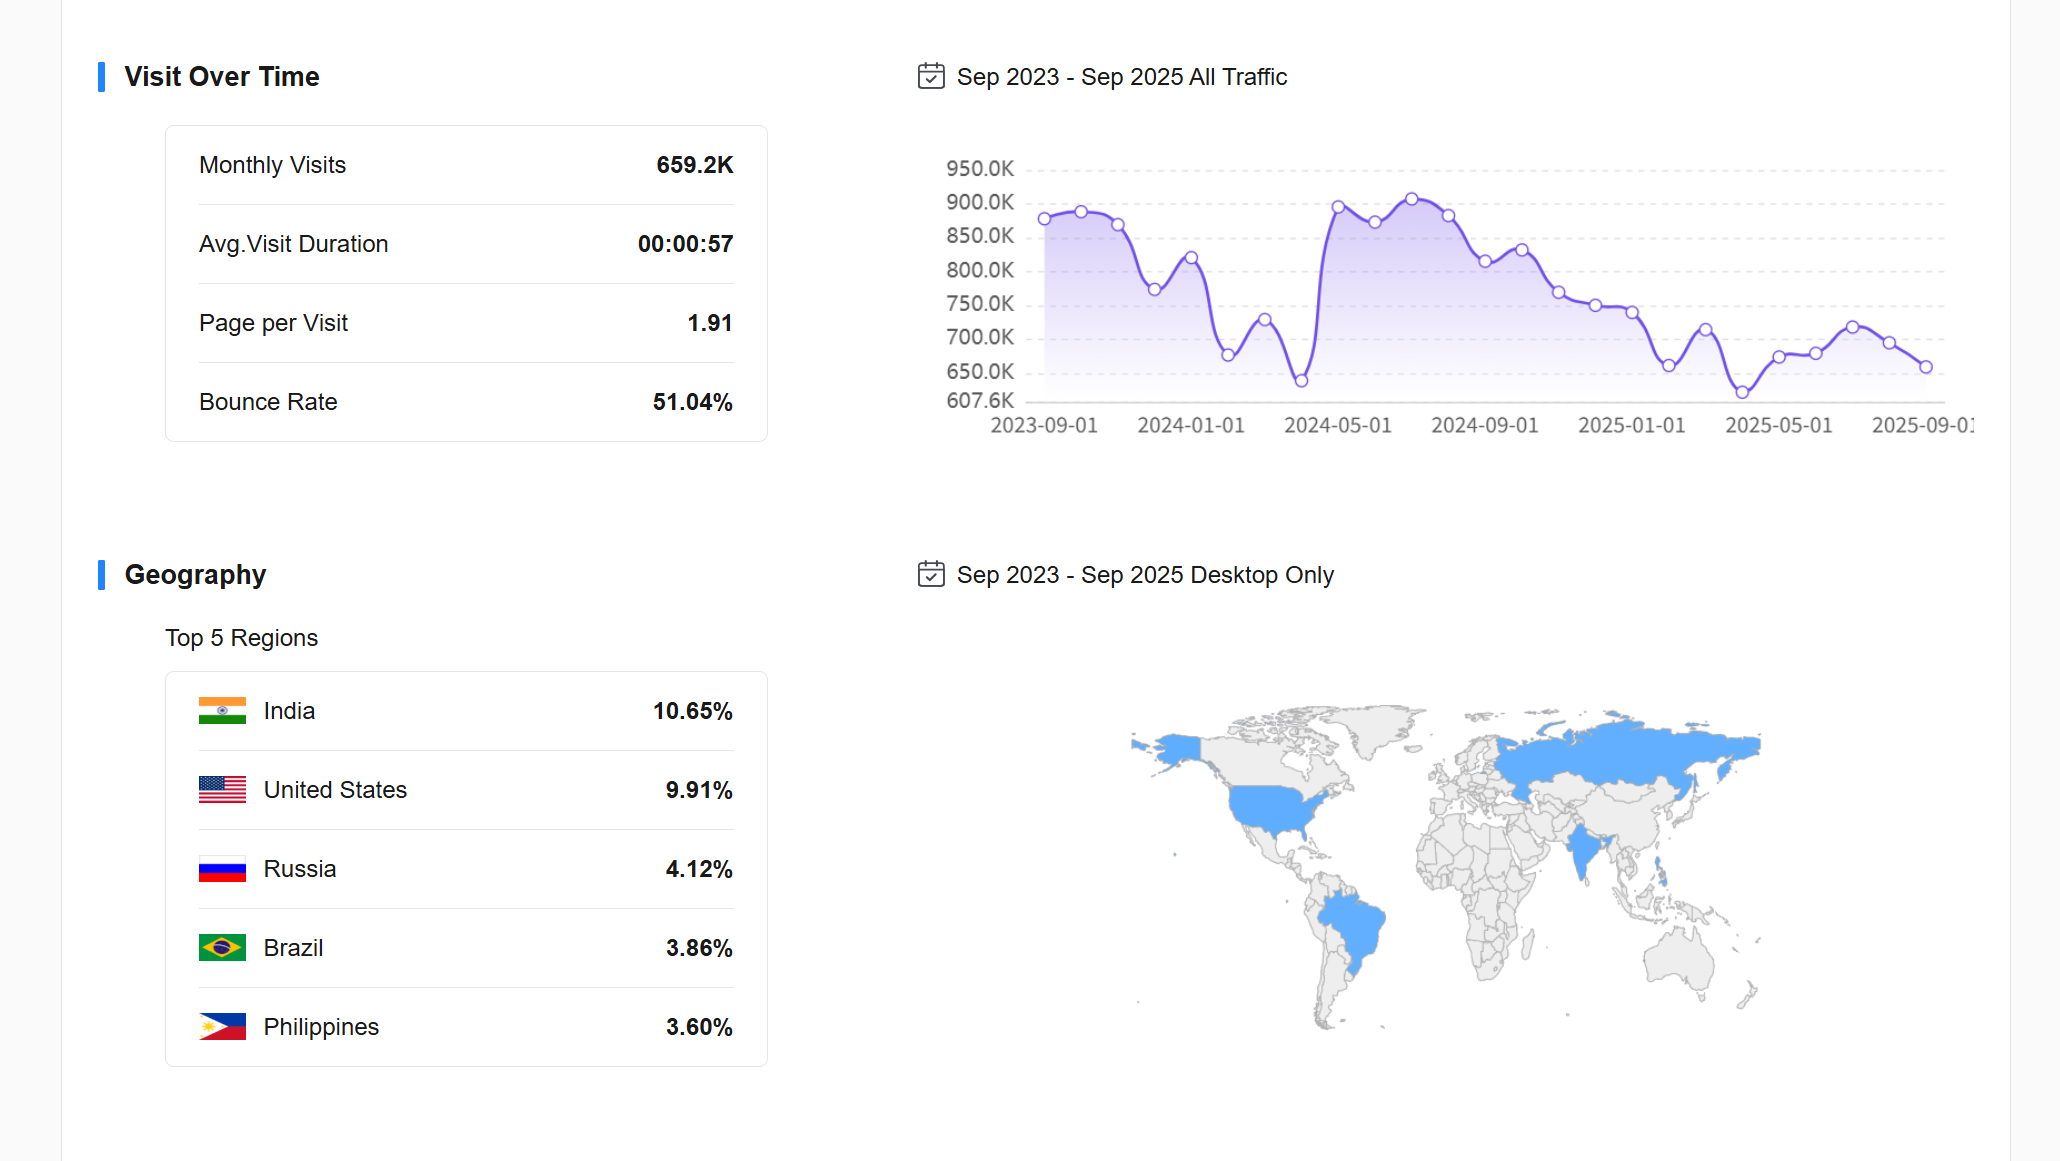 Visit Over Time
Sep 2023 - Sep 2025 All Traffic
Monthly Visits 659.2K
Avg.Visit Duration 00:00:57
Page per Visit 1.91
Bounce Rate 51.04%
950.0K
900.0K
850.0K
800.0K
750.0K
700.0K
650.0K
607.6K
2023-09-01 2024-01-01 2024-05-01 2024-09-01 2025-01-01 2025-05-01 2025-09-01
Geography
Sep 2023 - Sep 2025 Desktop Only
Top 5 Regions
India 10.65%
United States 9.91%
Russia 4.12%
Brazil 3.86%
Philippines 3.60%